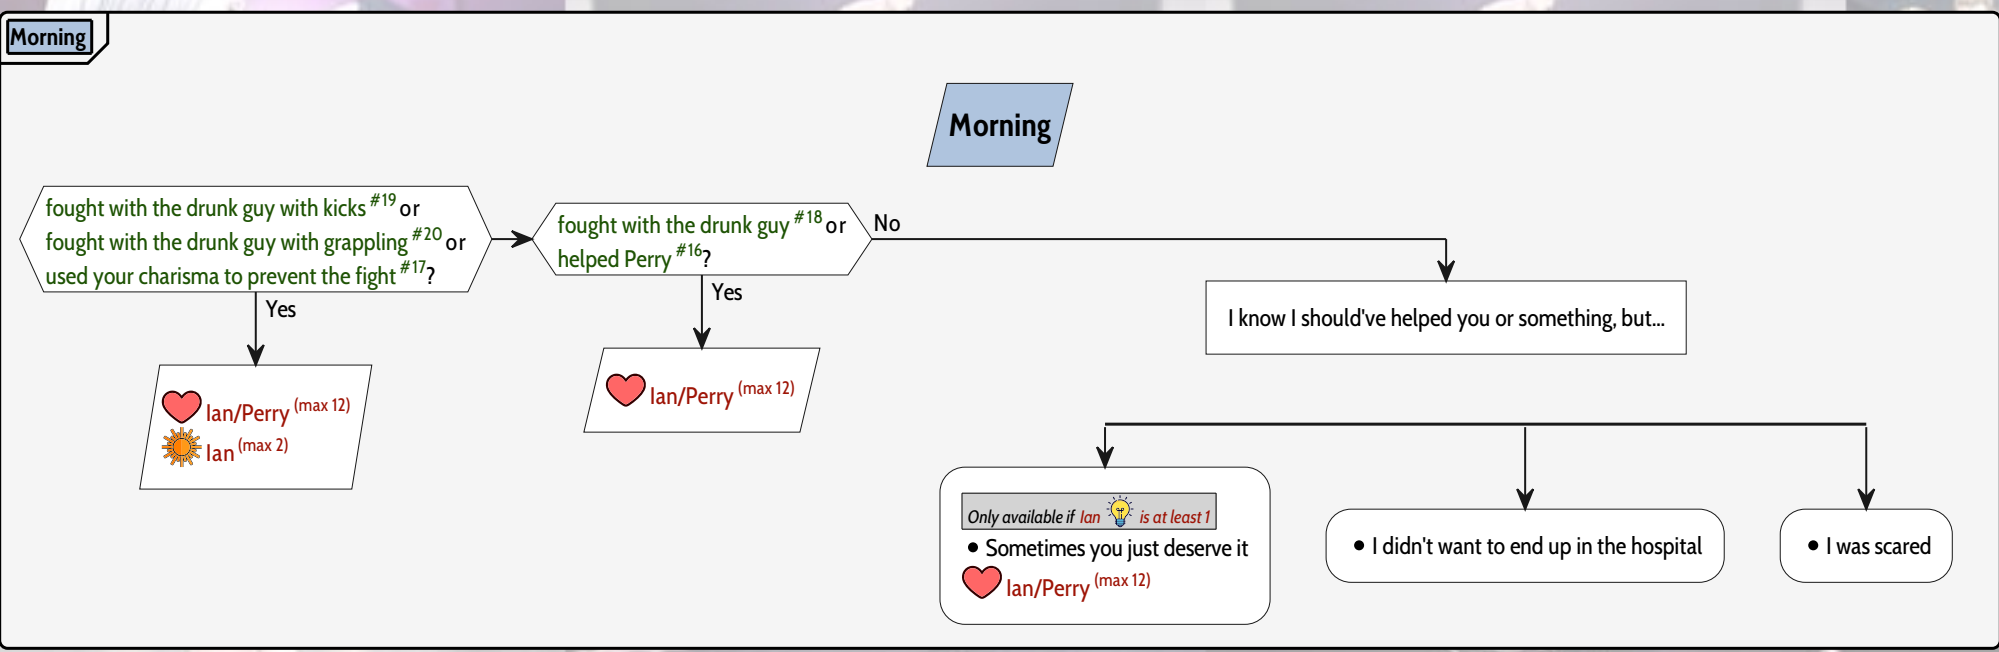 Morning
Morning
fought with the drunk guy with kicks #19 or
fought with the drunk guy with grappling #20 or
used your charisma to prevent the fight #17?
Yes
Ian/Perry (max 12)
Ian (max 2)
fought with the drunk guy #18 or
helped Perry #16?
Yes
Ian/Perry (max 12)
No
I know I should've helped you or something, but...
Only available if Ian is at least 1
• Sometimes you just deserve it
Ian/Perry (max 12)
• I didn't want to end up in the hospital
• I was scared